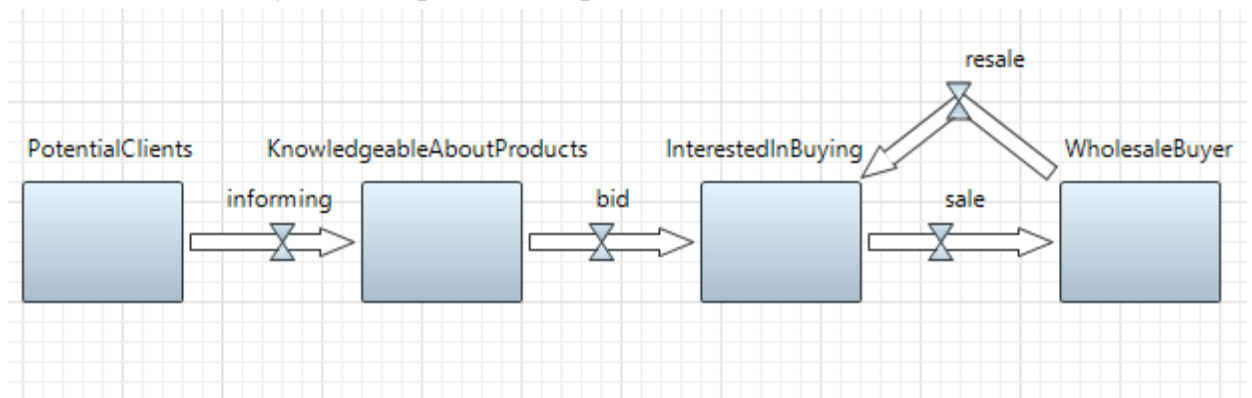 resale
PotentialClients
KnowledgeableAboutProducts
InterestedInBuying
WholesaleBuyer
informing
bid
sale